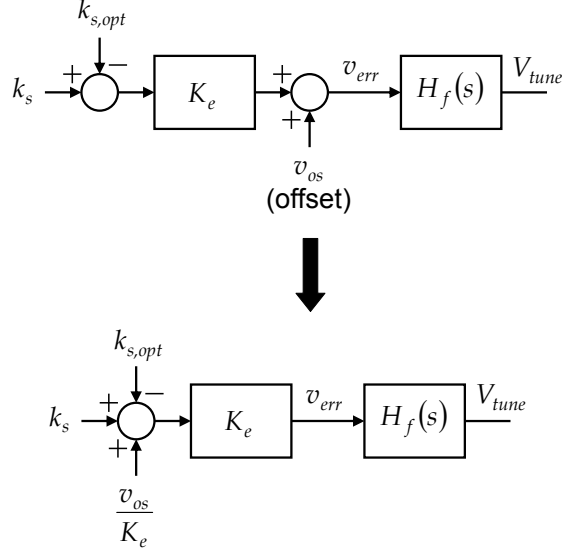 k_{s,opt}
+ −
k_s K_e + v_{err} H_f(s) V_{tune}
+
v_{os}
(offset)
k_{s,opt}
+ −
k_s K_e v_{err} H_f(s) V_{tune}
+
v_{os}
K_e